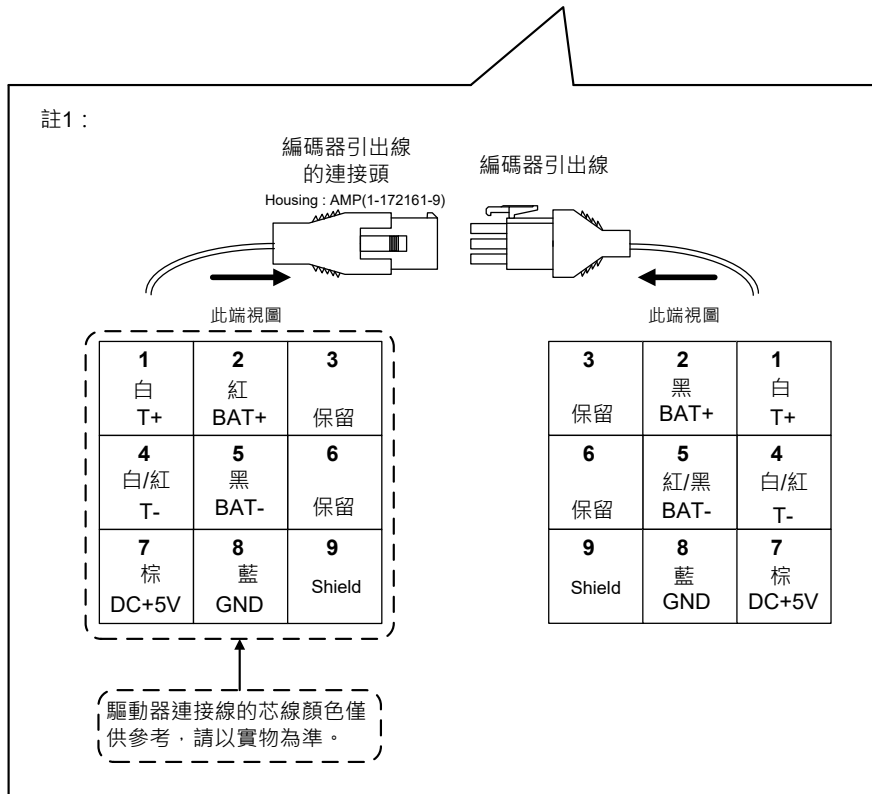 註1：
編碼器引出線
的連接頭
Housing : AMP(1-172161-9)
編碼器引出線
此端視圖
此端視圖
1 2 3
白 紅
T+ BAT+ 保留
4 5 6
白/紅 黑
T- BAT- 保留
7 8 9
棕 藍 Shield
DC+5V GND
3 2 1
黑 白
保留 BAT+ T+
6 5 4
紅/黑 白/紅
保留 BAT- T-
9 8 7
Shield 藍 棕
GND DC+5V
驅動器連接線的芯線顏色僅
供參考，請以實物為準。